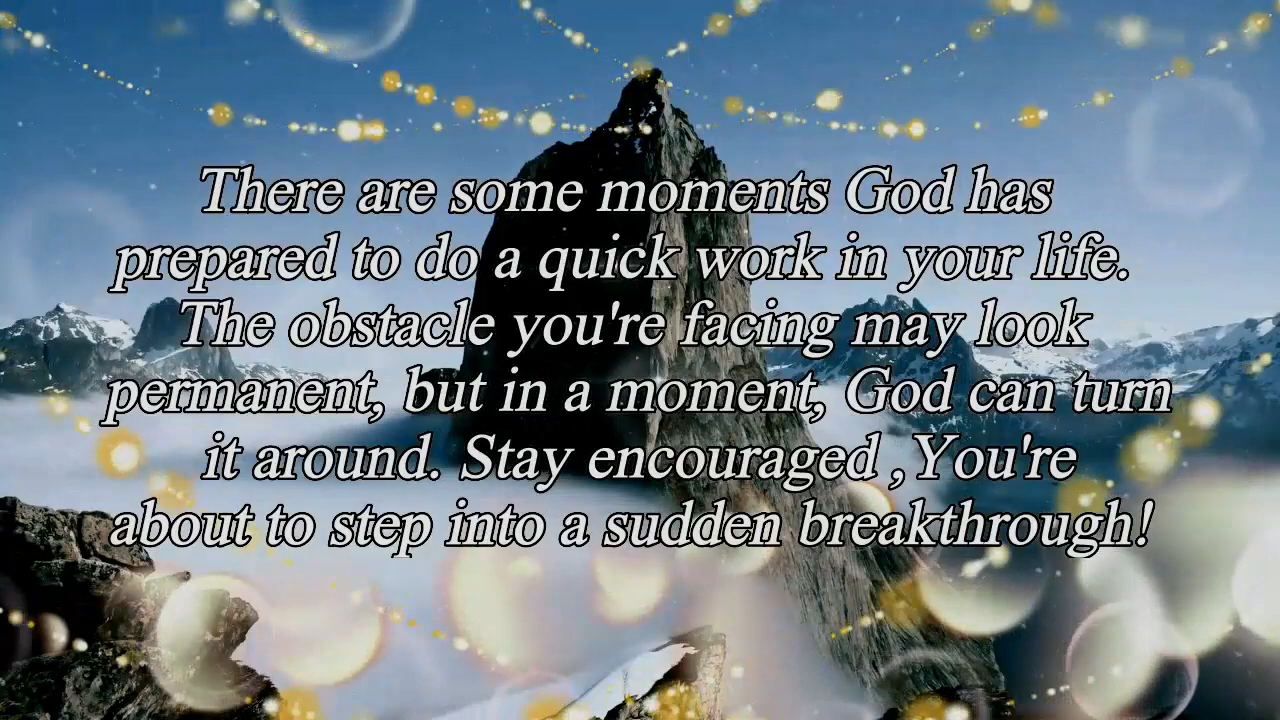 There are some moments God has
prepared to do a quick work in your life.
The obstacle you're facing may look
permanent, but in a moment, God can turn
it around. Stay encouraged ,You're
about to step into a sudden breakthrough!